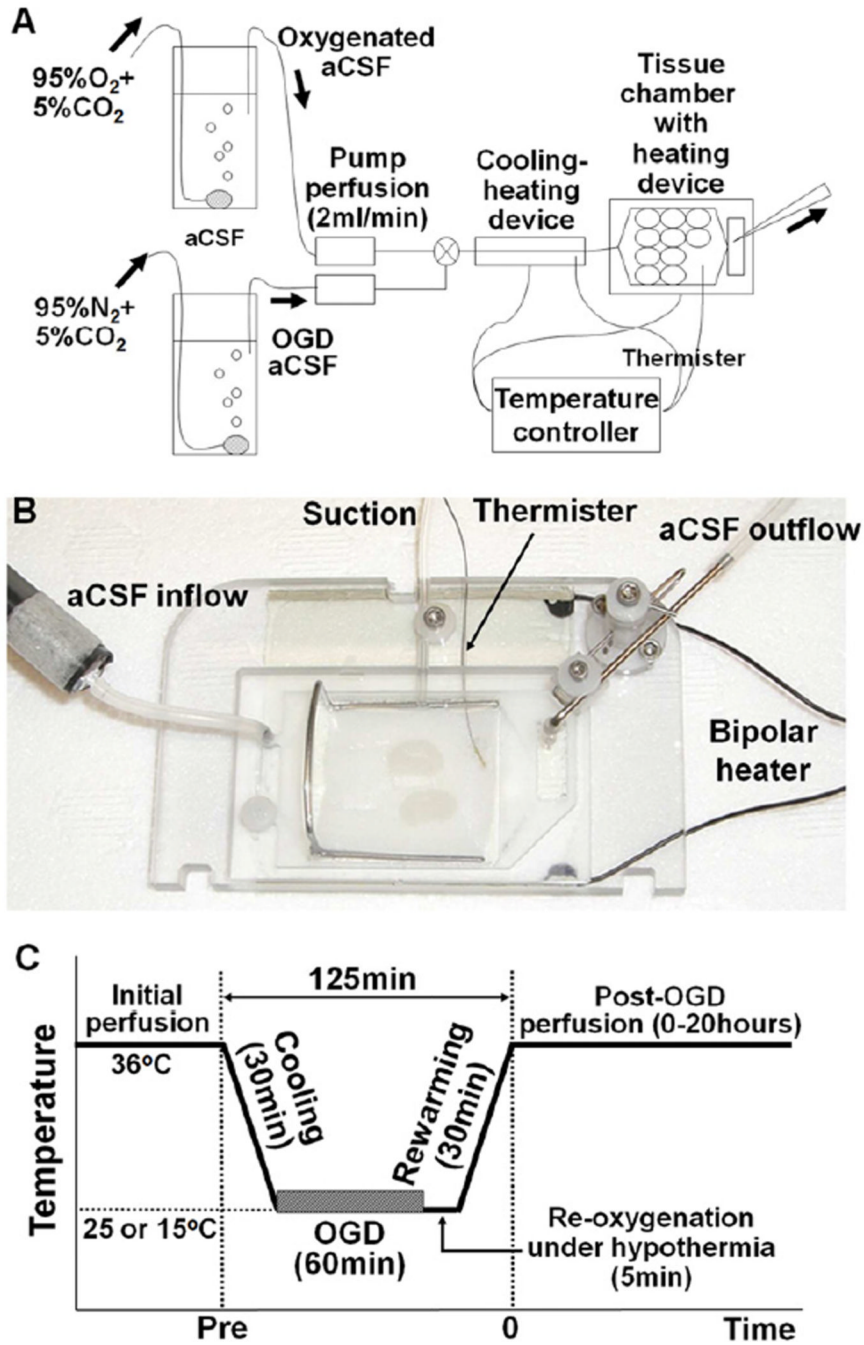 A
95%O₂+
5%CO₂
Oxygenated
aCSF
Pump
perfusion
(2ml/min)
Cooling-
heating
device
Tissue
chamber
with
heating
device
aCSF
95%N₂+
5%CO₂
OGD
aCSF
Thermister
Temperature
controller
B
Suction
Thermister
aCSF outflow
aCSF inflow
Bipolar
heater
C
125min
Initial
perfusion
36ºC
Cooling
(30min)
Rewarming
(30min)
Post-OGD
perfusion (0-20hours)
Temperature
25 or 15ºC
OGD
(60min)
Re-oxygenation
under hypothermia
(5min)
Pre
0
Time